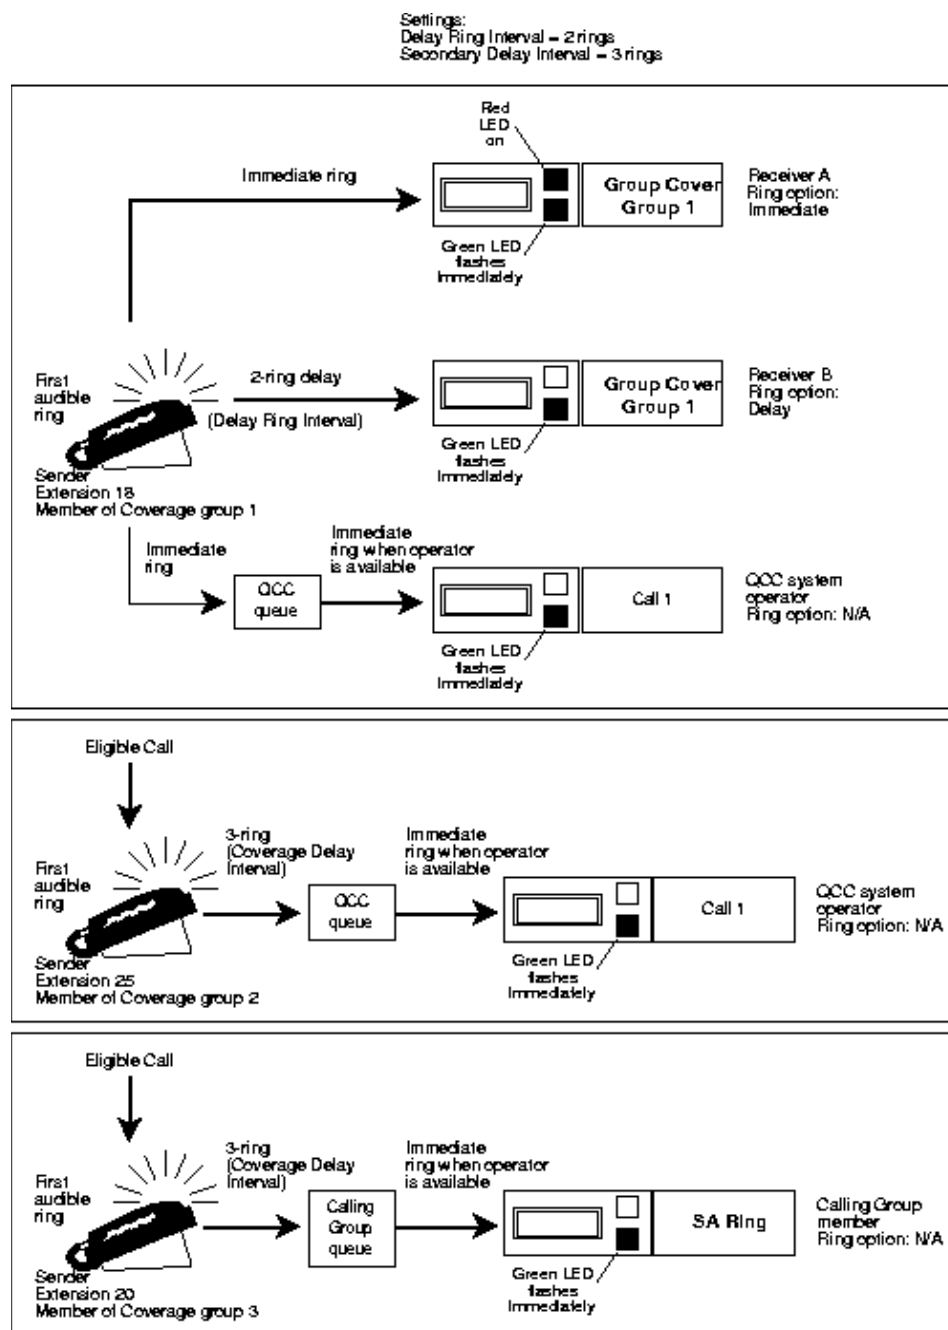 Settings:
Delay Ring Interval – 2 rings
Secondary Delay Interval – 3 rings
Red
LED
on
Immediate ring
Group Cover
Group 1
Receiver A
Ring option:
Immediate
Green LED
flashes
Immediately
First
audible
ring
2-ring delay
(Delay Ring Interval)
Group Cover
Group 1
Receiver B
Ring option:
Delay
Green LED
flashes
Immediately
Sender
Extension 18
Member of Coverage group 1
Immediate
ring
QCC
queue
Immediate
ring when operator
is available
Call 1
QCC system
operator
Ring option: N/A
Green LED
flashes
Immediately
Eligible Call
First
audible
ring
3-ring
(Coverage Delay
Interval)
QCC
queue
Immediate
ring when operator
is available
Call 1
QCC system
operator
Ring option: N/A
Green LED
flashes
Immediately
Sender
Extension 25
Member of Coverage group 2
Eligible Call
First
audible
ring
3-ring
(Coverage Delay
Interval)
Calling
Group
queue
Immediate
ring when operator
is available
SA Ring
Calling Group
member
Ring option: N/A
Green LED
flashes
Immediately
Sender
Extension 20
Member of Coverage group 3